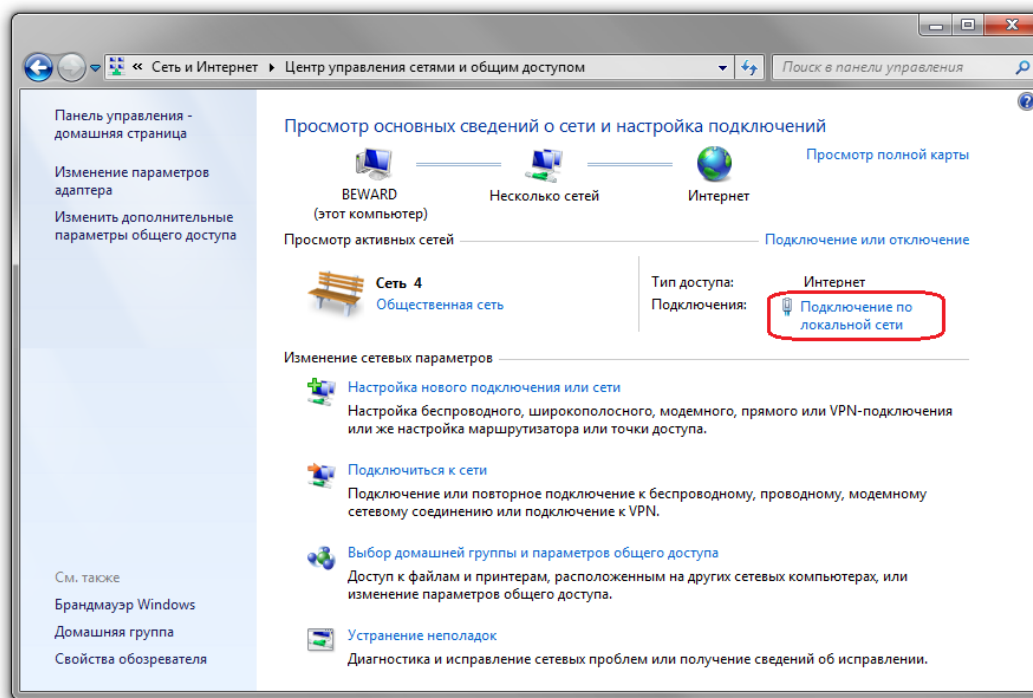 « Сеть и Интернет ▸ Центр управления сетями и общим доступом
Поиск в панели управления
Панель управления -
домашняя страница
Изменение параметров
адаптера
Изменить дополнительные
параметры общего доступа
См. также
Брандмауэр Windows
Домашняя группа
Свойства обозревателя
Просмотр основных сведений о сети и настройка подключений
Просмотр полной карты
BEWARD
(этот компьютер)
Несколько сетей
Интернет
Просмотр активных сетей
Подключение или отключение
Сеть 4
Общественная сеть
Тип доступа: Интернет
Подключения: Подключение по
локальной сети
Изменение сетевых параметров
Настройка нового подключения или сети
Настройка беспроводного, широкополосного, модемного, прямого или VPN-подключения
или же настройка маршрутизатора или точки доступа.
Подключиться к сети
Подключение или повторное подключение к беспроводному, проводному, модемному
сетевому соединению или подключение к VPN.
Выбор домашней группы и параметров общего доступа
Доступ к файлам и принтерам, расположенным на других сетевых компьютерах, или
изменение параметров общего доступа.
Устранение неполадок
Диагностика и исправление сетевых проблем или получение сведений об исправлении.